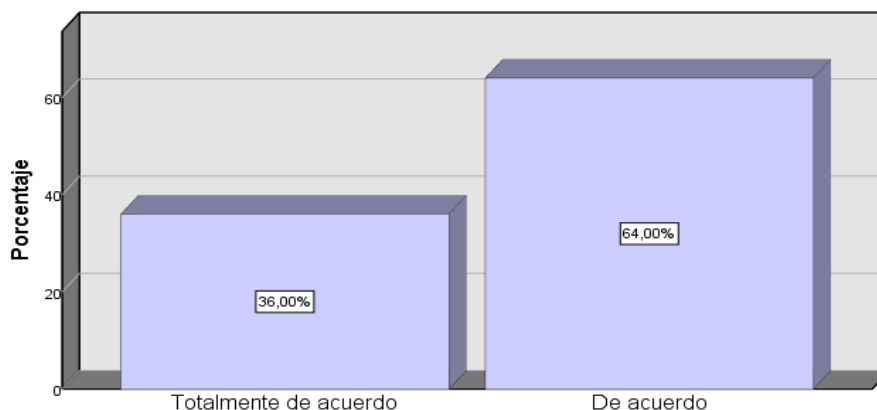 Porcentaje
60
40
20
0
36,00%
64,00%
Totalmente de acuerdo
De acuerdo